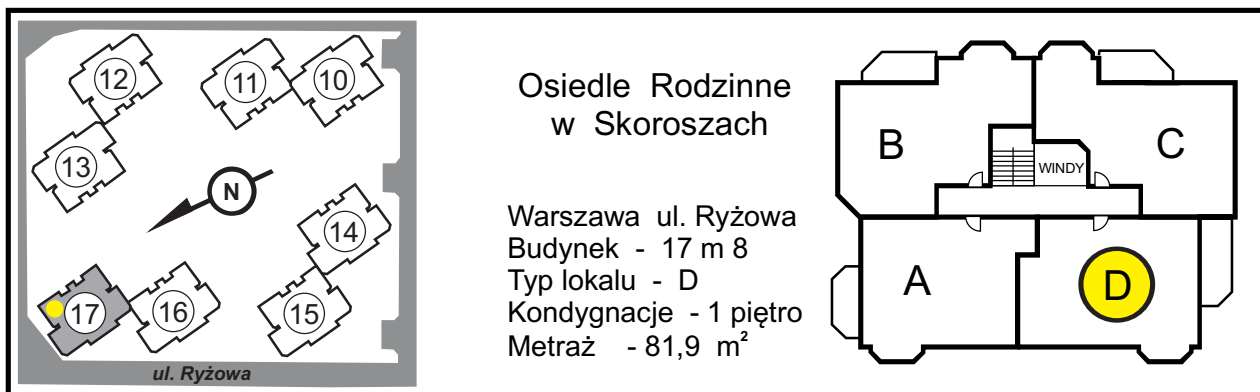 12
11
10
13
N
14
17
16
15
ul. Ryżowa
Osiedle Rodzinne
w Skoroszach
Warszawa ul. Ryżowa
Budynek - 17 m 8
Typ lokalu - D
Kondygnacje - 1 piętro
Metraż - 81,9 m²
B
C
WINDY
A
D